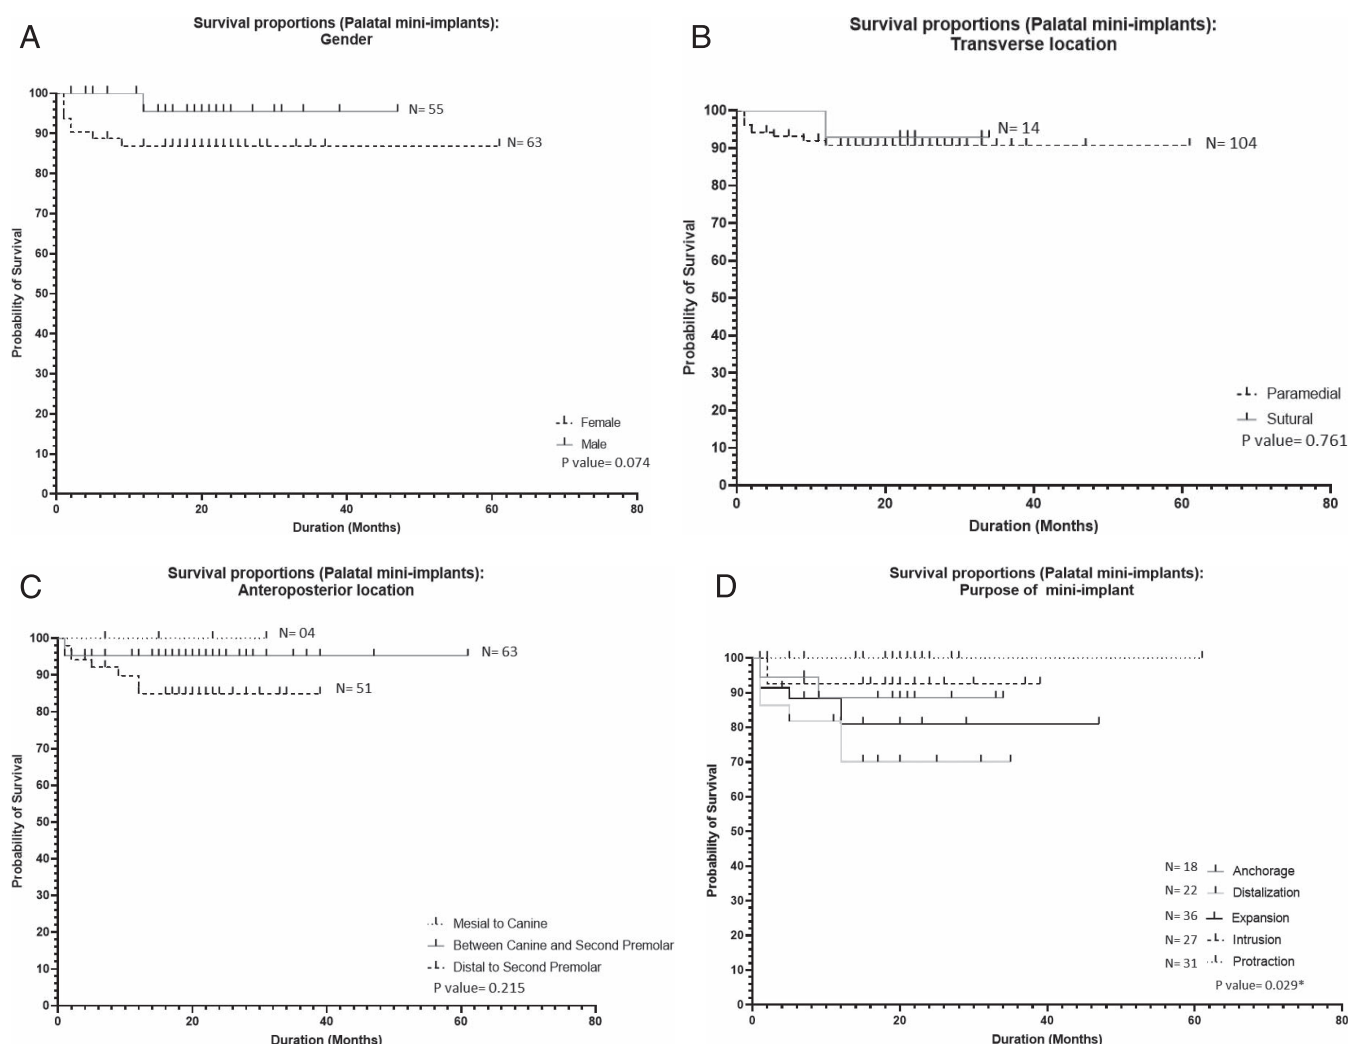 A
Survival proportions (Palatal mini-implants):
Gender
Probability of Survival
100
90
80
70
60
50
40
30
20
10
0
N= 55
N= 63
Female
Male
P value= 0.074
0 20 40 60 80
Duration (Months)
B
Survival proportions (Palatal mini-implants):
Transverse location
Probability of Survival
100
90
80
70
60
50
40
30
20
10
0
N= 14
N= 104
Paramedial
Sutural
P value= 0.761
0 20 40 60 80
Duration (Months)
C
Survival proportions (Palatal mini-implants):
Anteroposterior location
Probability of Survival
100
90
80
70
60
50
40
30
20
10
0
N= 04
N= 63
N= 51
Mesial to Canine
Between Canine and Second Premolar
Distal to Second Premolar
P value= 0.215
0 20 40 60 80
Duration (Months)
D
Survival proportions (Palatal mini-implants):
Purpose of mini-implant
Probability of Survival
100
90
80
70
60
50
40
30
20
10
0
N= 18 Anchorage
N= 22 Distalization
N= 36 Expansion
N= 27 Intrusion
N= 31 Protraction
P value= 0.029*
0 20 40 60 80
Duration (Months)